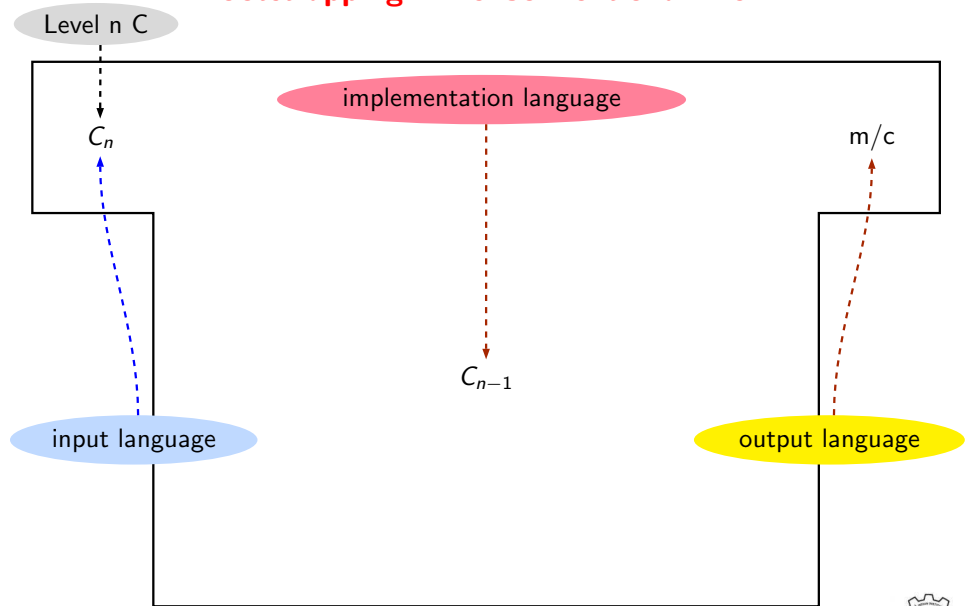 Level n C
implementation language
Cₙ
m/c
Cₙ₋₁
input language
output language